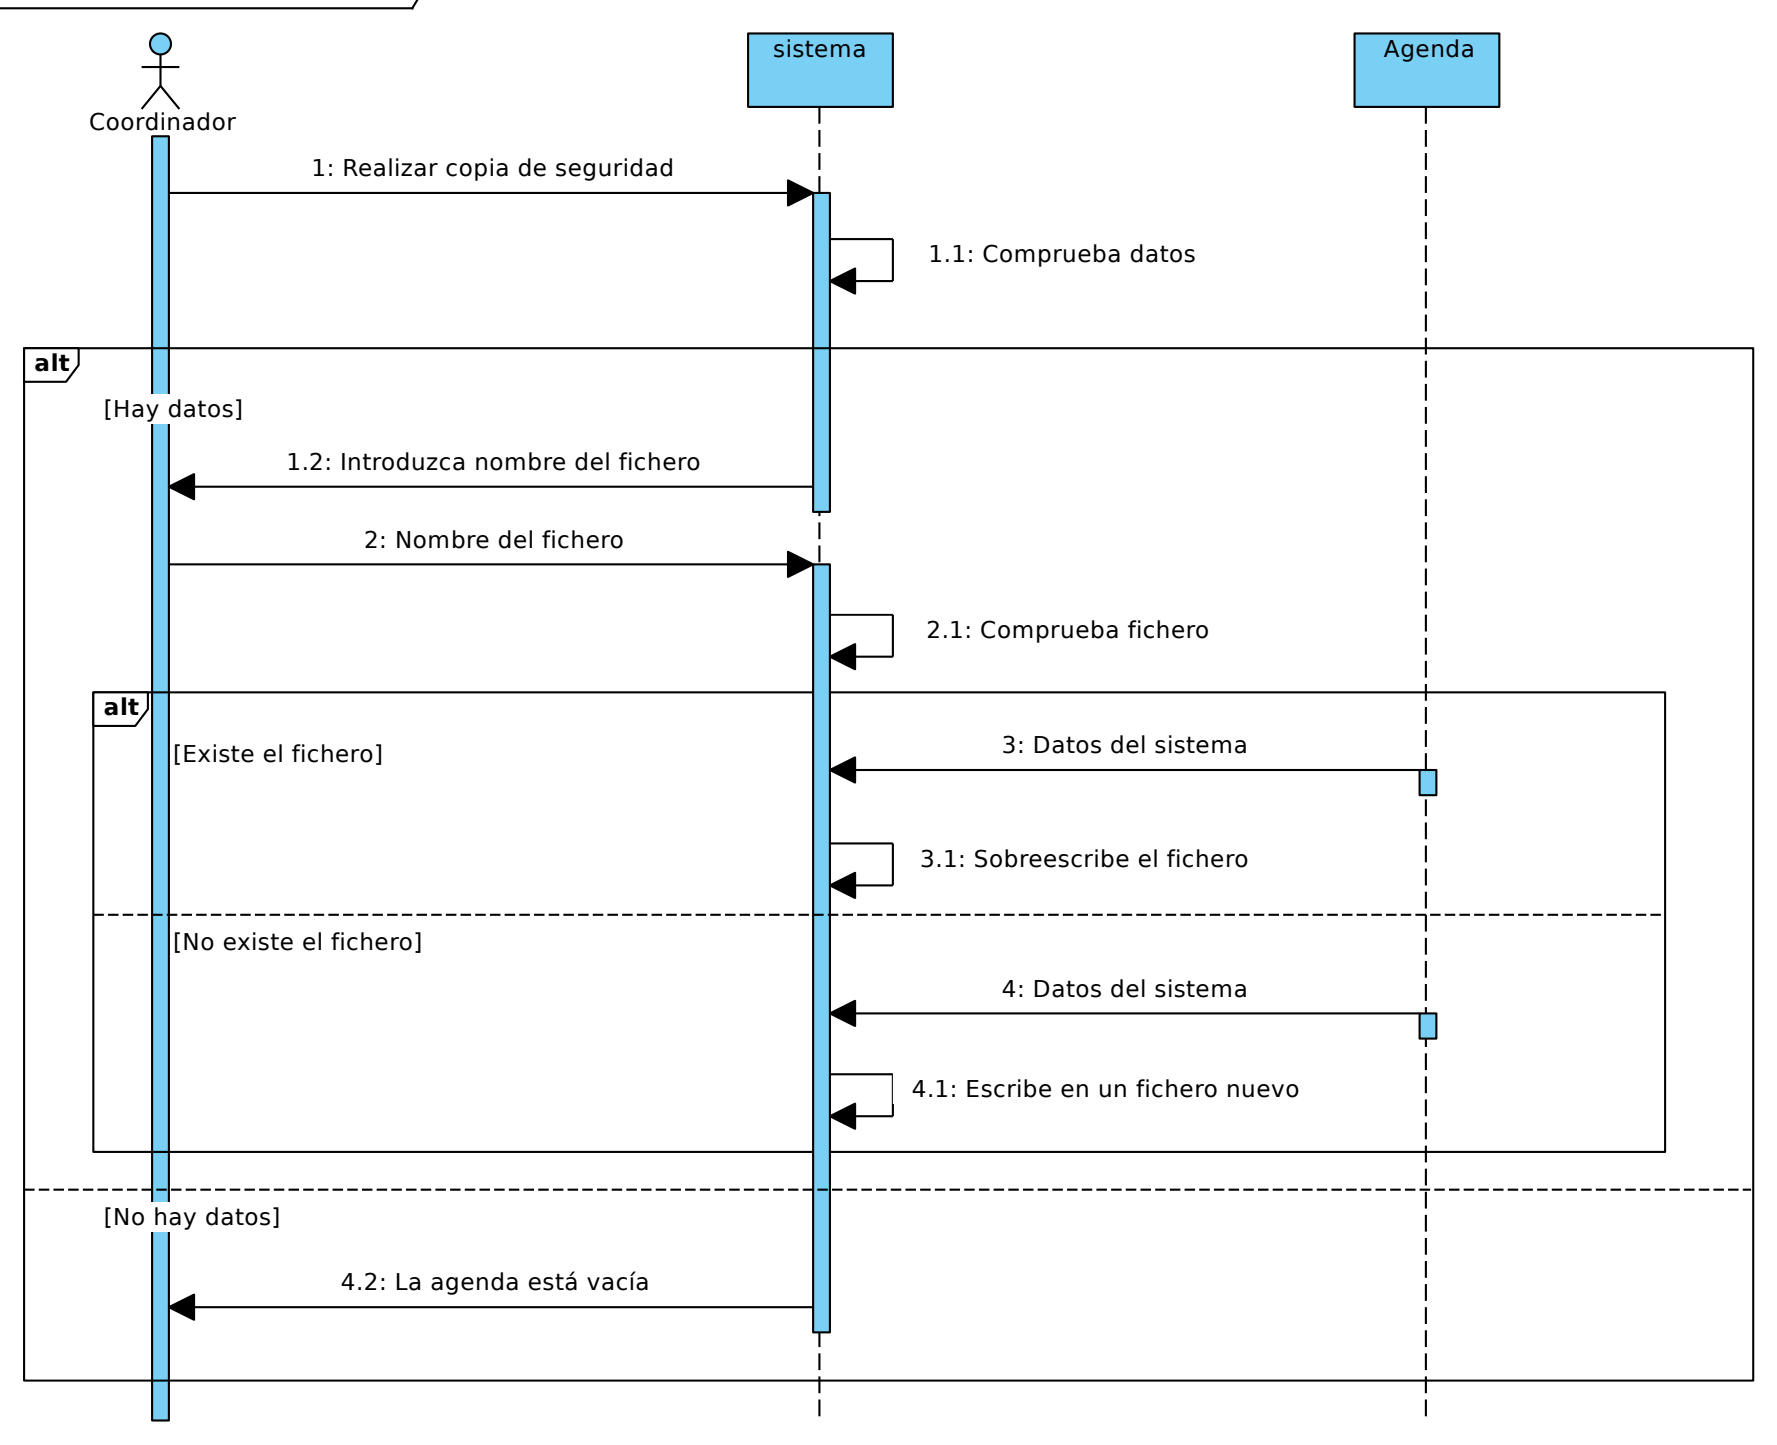 sistema
Agenda
Coordinador
1: Realizar copia de seguridad
1.1: Comprueba datos
alt
[Hay datos]
1.2: Introduzca nombre del fichero
2: Nombre del fichero
2.1: Comprueba fichero
alt
[Existe el fichero]
3: Datos del sistema
3.1: Sobreescribe el fichero
[No existe el fichero]
4: Datos del sistema
4.1: Escribe en un fichero nuevo
[No hay datos]
4.2: La agenda está vacía